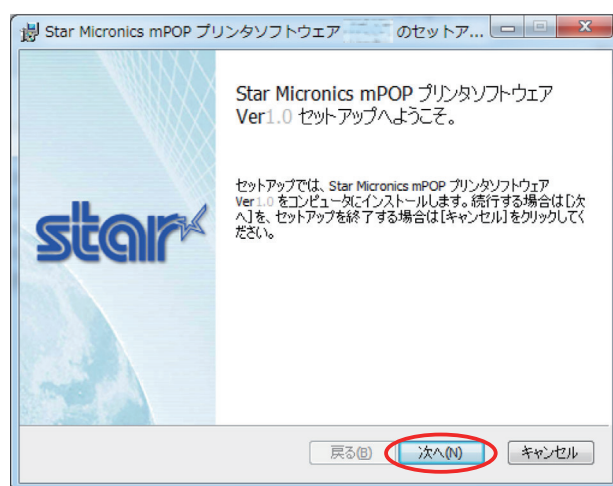 Star Micronics mPOP プリンタソフトウェア のセットア...
Star Micronics mPOP プリンタソフトウェア
Ver1.0 セットアップへようこそ。
セットアップでは、Star Micronics mPOP プリンタソフトウェア
Ver1.0 をコンピュータにインストールします。続行する場合は[次
へ]を、セットアップを終了する場合は[キャンセル]をクリックしてく
ださい。
star
戻る(B) 次へ(N) キャンセル